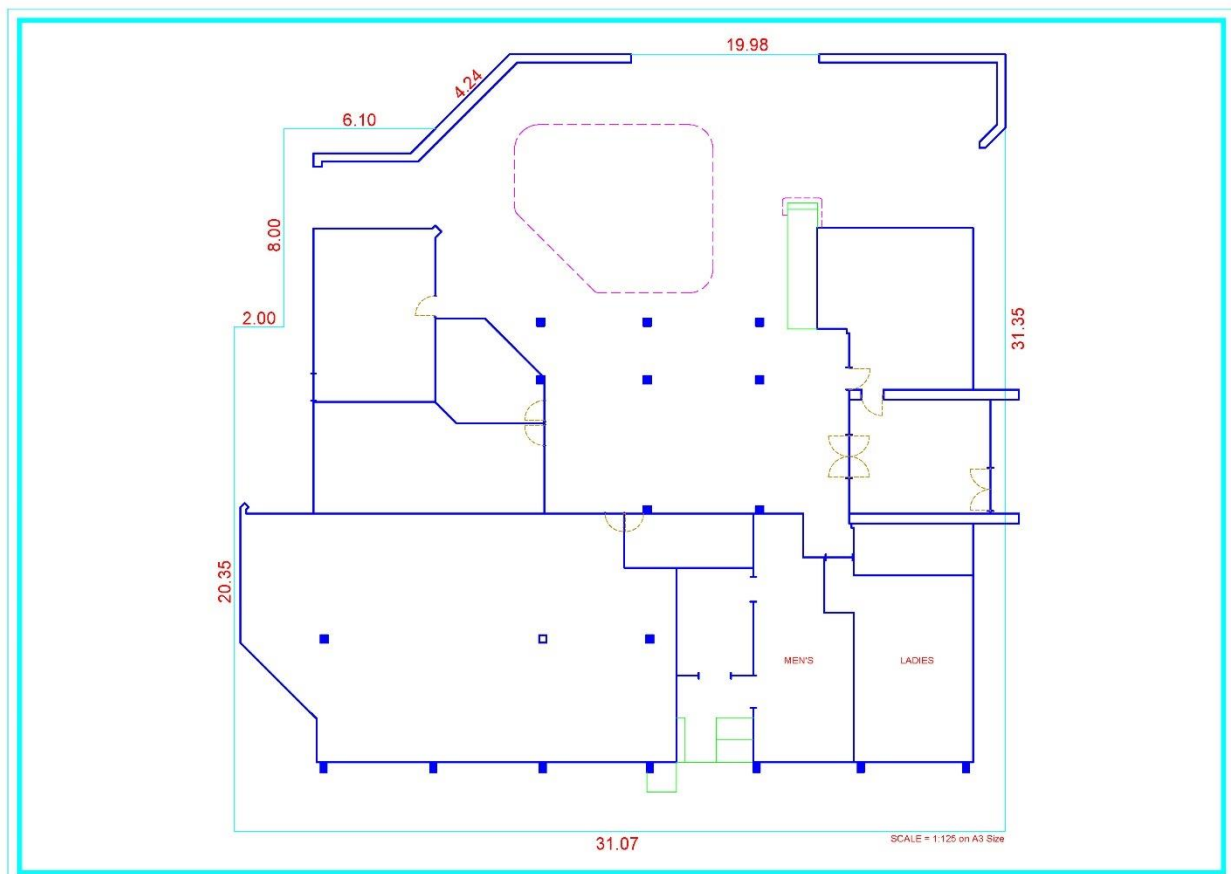 19.98
4.24
6.10
8.00
2.00
31.35
20.35
MEN'S
LADIES
SCALE = 1:125 on A3 Size
31.07